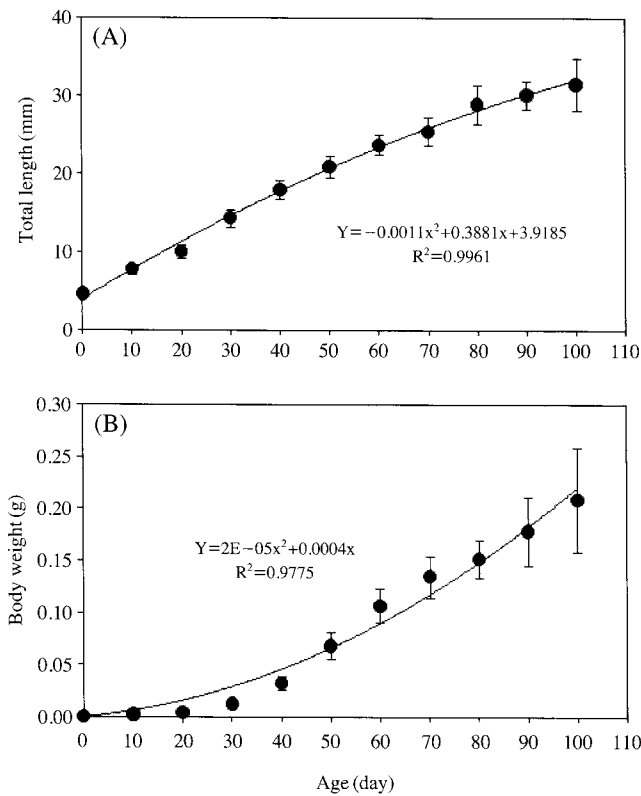 (A)
40
30
20
10
0
Total length (mm)
Y=−0.0011x²+0.3881x+3.9185
R²=0.9961
0 10 20 30 40 50 60 70 80 90 100 110
(B)
0.30
0.25
0.20
0.15
0.10
0.05
0.00
Body weight (g)
Y=2E−05x²+0.0004x
R²=0.9775
0 10 20 30 40 50 60 70 80 90 100 110
Age (day)